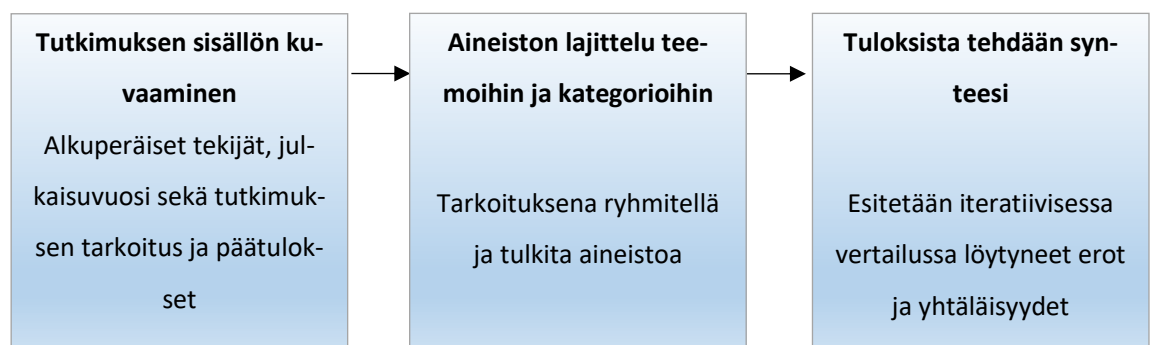 Tutkimuksen sisällön ku-
vaaminen
Alkuperäiset tekijät, jul-
kaisuvuosi sekä tutkimuk-
sen tarkoitus ja päätulok-
set
Aineiston lajittelu tee-
moihin ja kategorioihin
Tarkoituksena ryhmitellä
ja tulkita aineistoa
Tuloksista tehdään syn-
teesi
Esitetään iteratiivisessa
vertailussa löytyneet erot
ja yhtäläisyydet